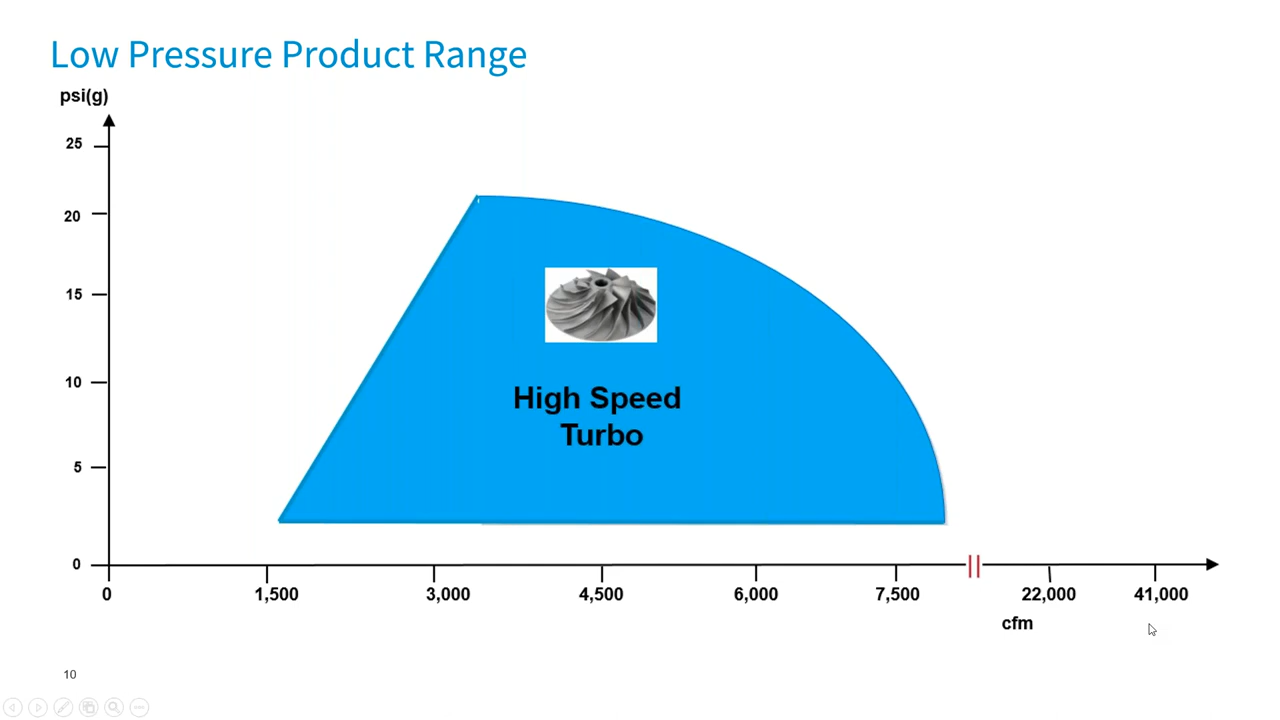 Low Pressure Product Range
psi(g)
25
20
15
10
5
0
High Speed
Turbo
0 1,500 3,000 4,500 6,000 7,500 22,000 41,000
cfm
10